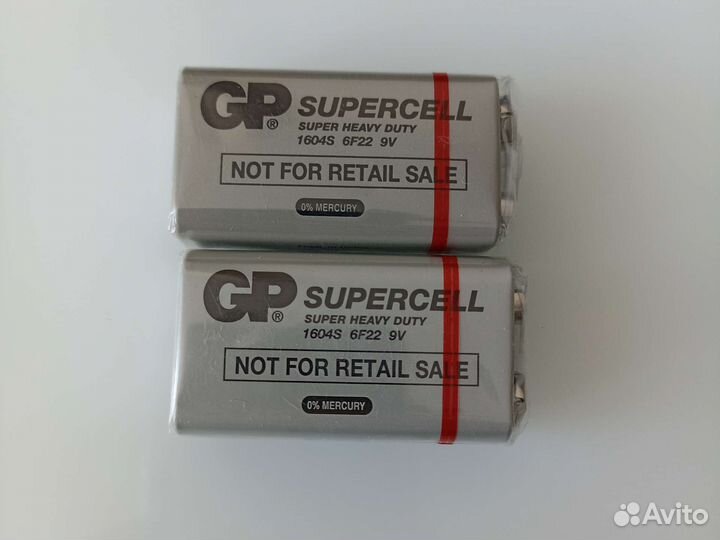 GP® SUPERCELL
SUPER HEAVY DUTY
1604S 6F22 9V
NOT FOR RETAIL SALE
0% MERCURY
GP® SUPERCELL
SUPER HEAVY DUTY
1604S 6F22 9V
NOT FOR RETAIL SALE
0% MERCURY
Avito